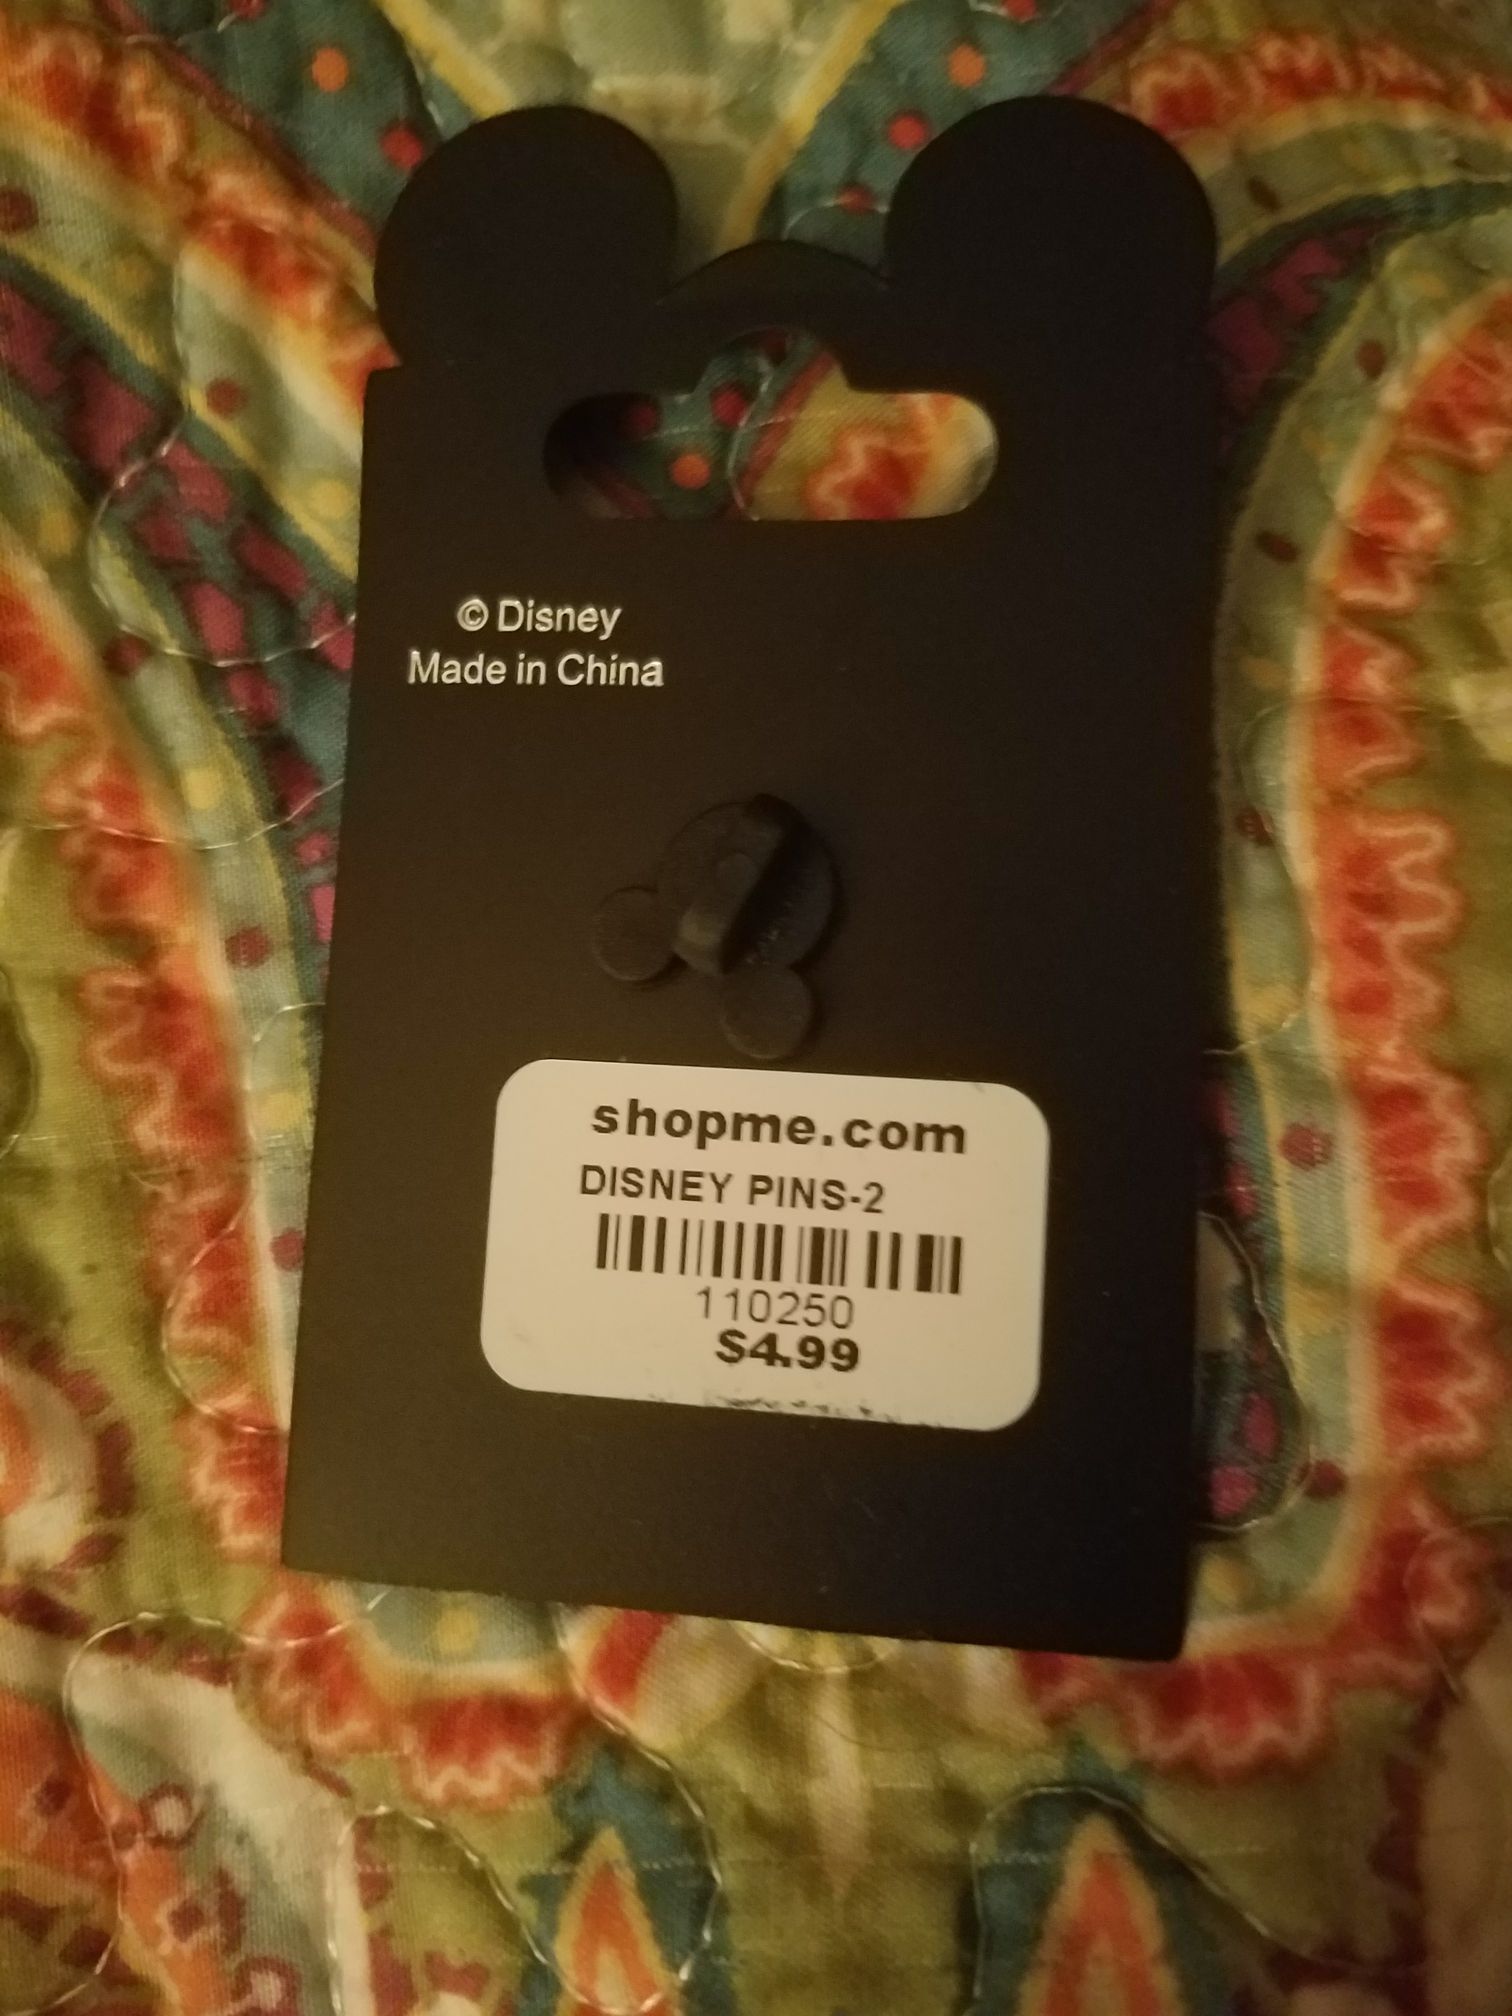 © Disney
Made in China
shopme.com
DISNEY PINS-2
110250
$4.99